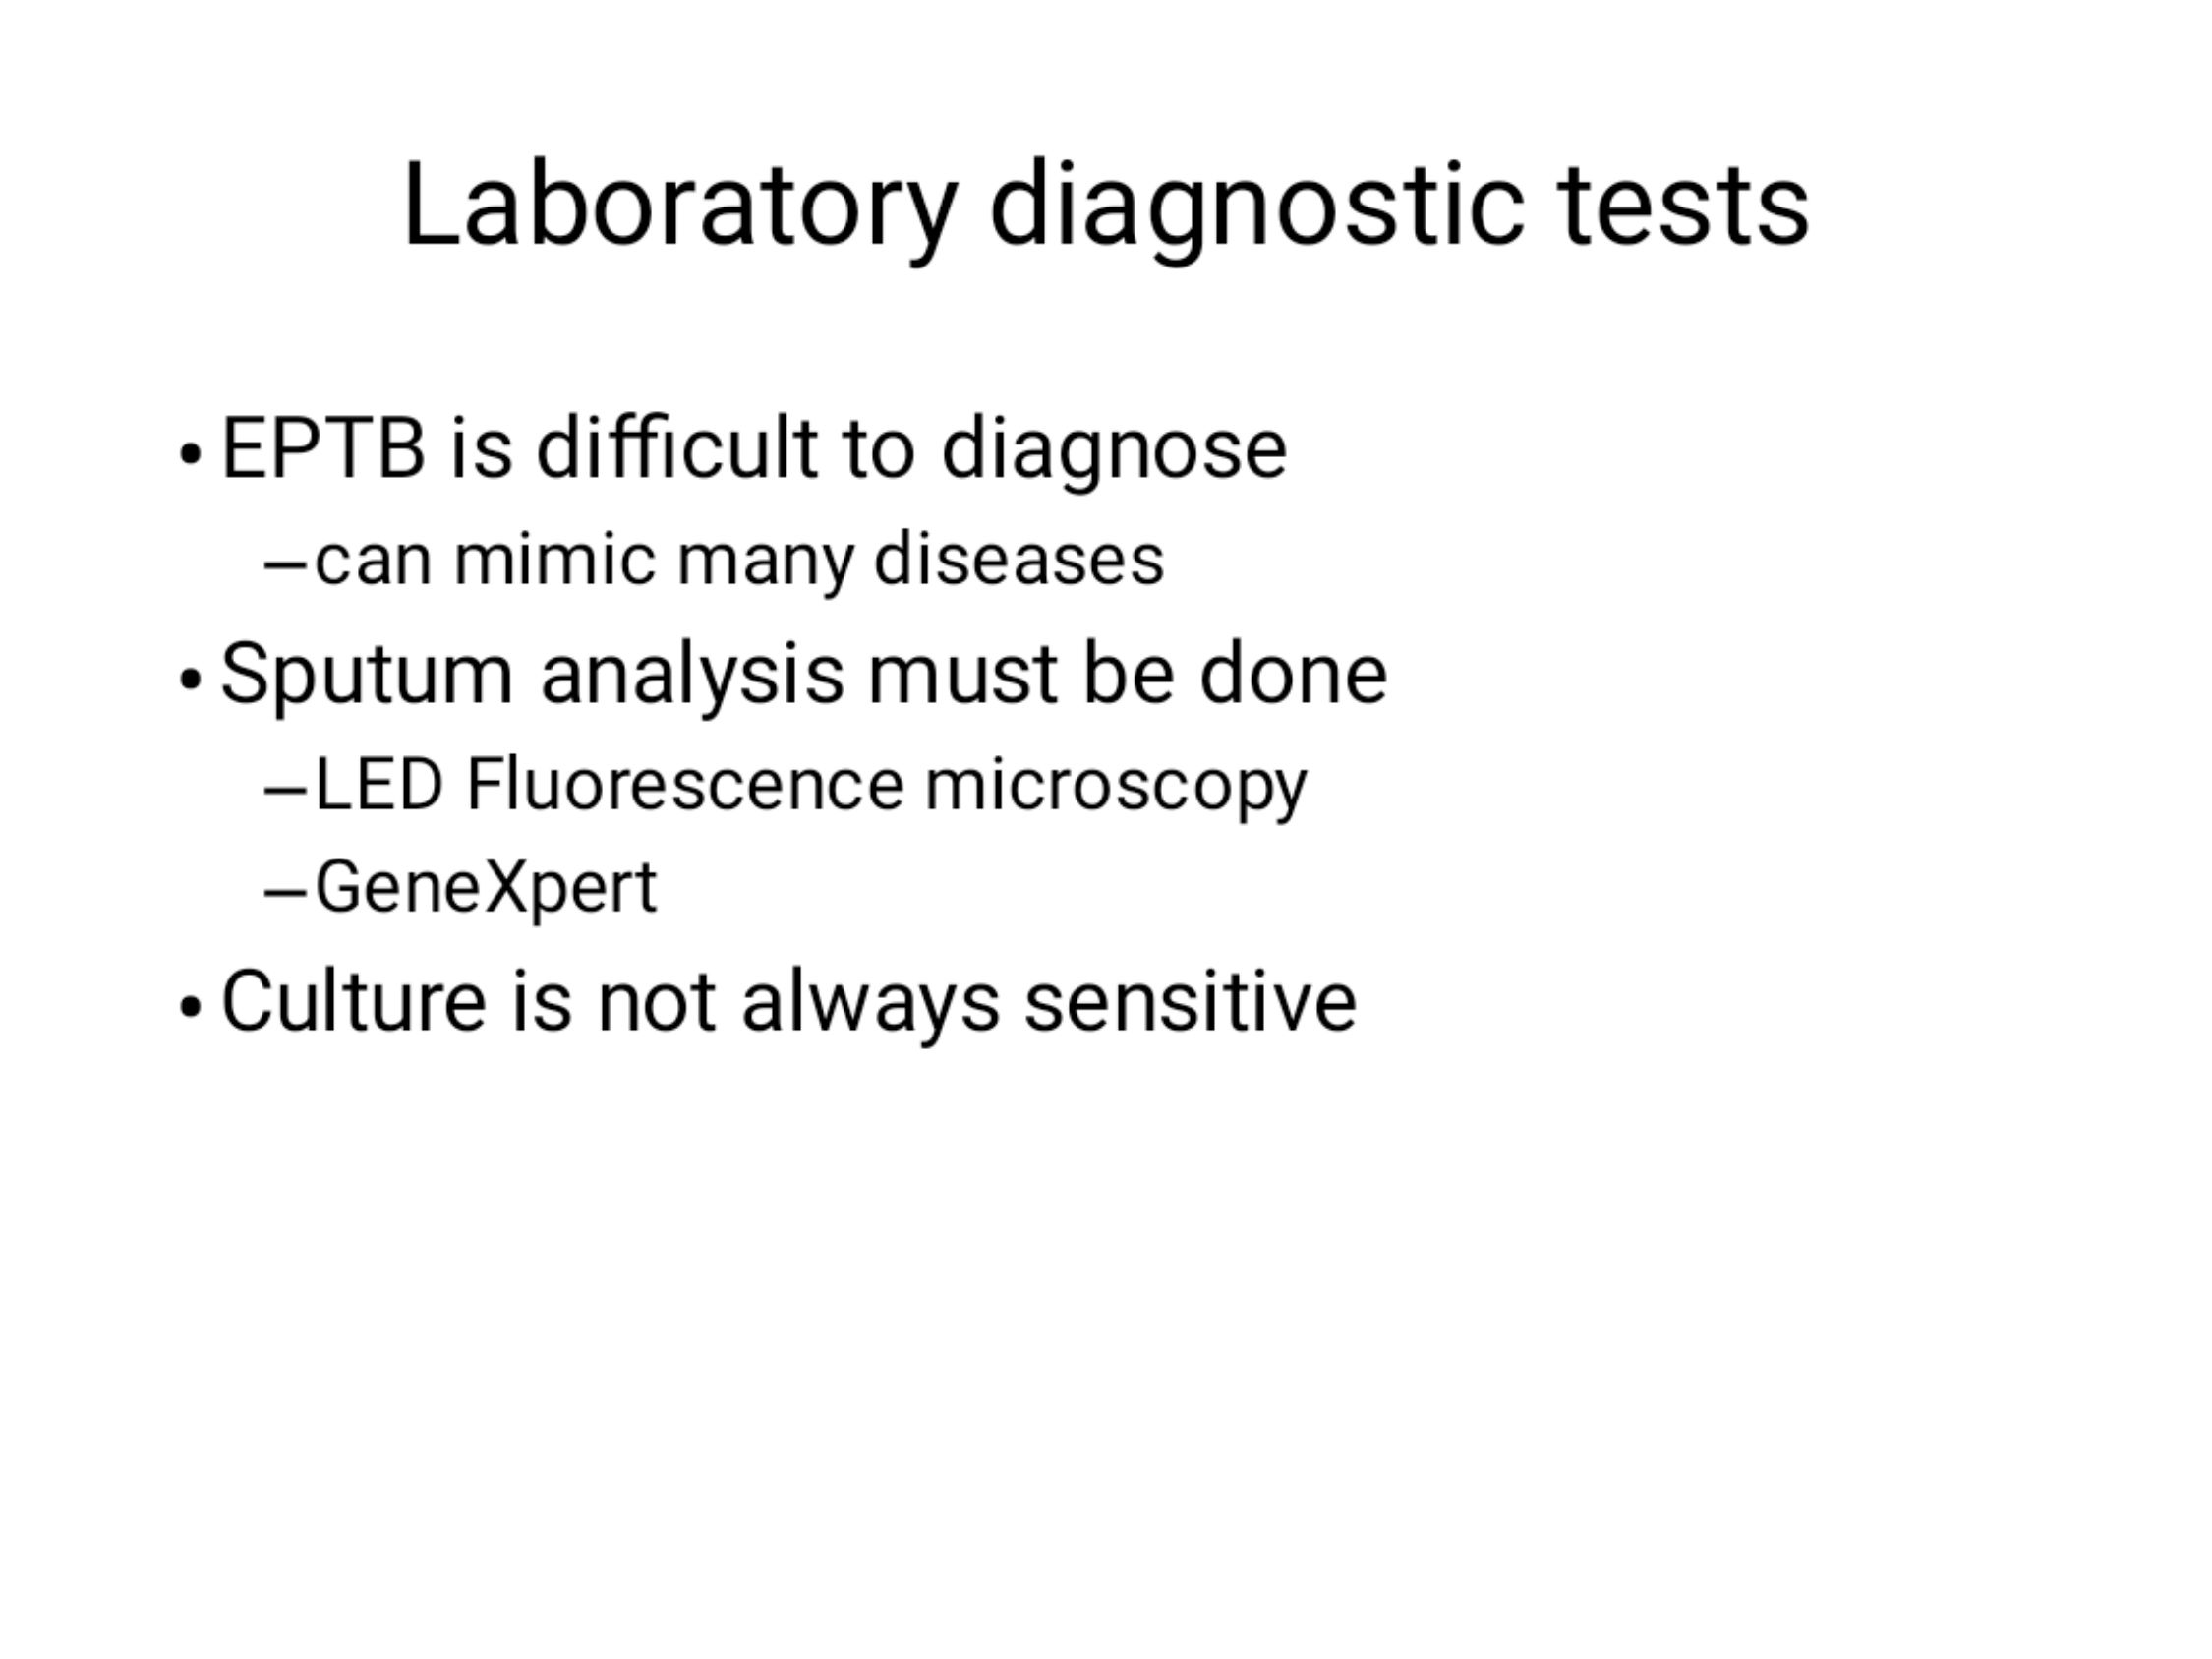 Laboratory diagnostic tests
• EPTB is difficult to diagnose
–can mimic many diseases
• Sputum analysis must be done
–LED Fluorescence microscopy
–GeneXpert
• Culture is not always sensitive